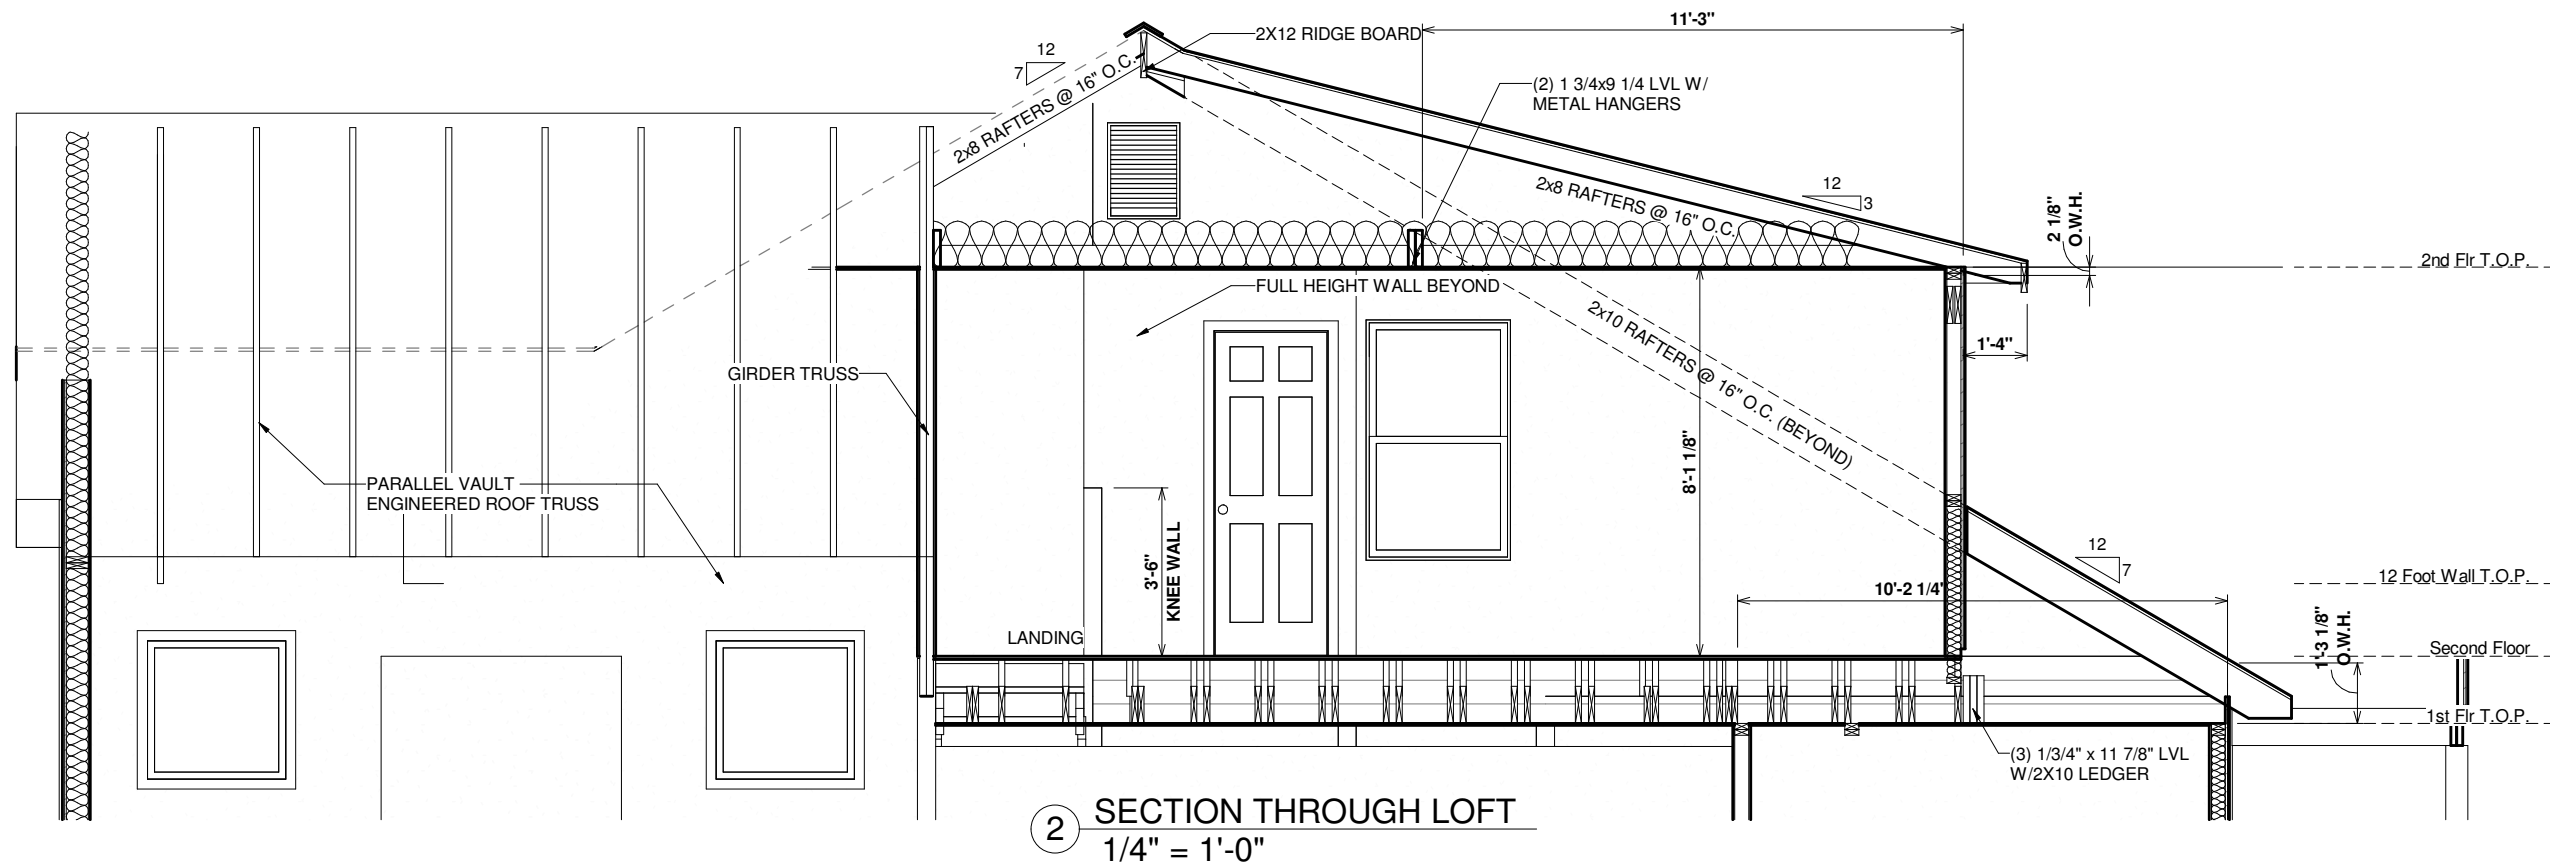 11'-3"
2X12 RIDGE BOARD
12
7
2x8 RAFTERS @ 16" O.C.
(2) 1 3/4x9 1/4 LVL W/
METAL HANGERS
12
3
2x8 RAFTERS @ 16" O.C.
2 1/8"
O.W.H.
2nd Flr T.O.P.
FULL HEIGHT WALL BEYOND
2x10 RAFTERS @ 16" O.C. (BEYOND)
1'-4"
GIRDER TRUSS
8'-1 1/8"
PARALLEL VAULT
ENGINEERED ROOF TRUSS
3'-6"
KNEE WALL
12
7
12 Foot Wall T.O.P.
10'-2 1/4"
LANDING
1'-3 1/8"
O.W.H.
Second Floor
1st Flr T.O.P.
(3) 1/3/4" x 11 7/8" LVL
W/2X10 LEDGER
2
SECTION THROUGH LOFT
1/4" = 1'-0"